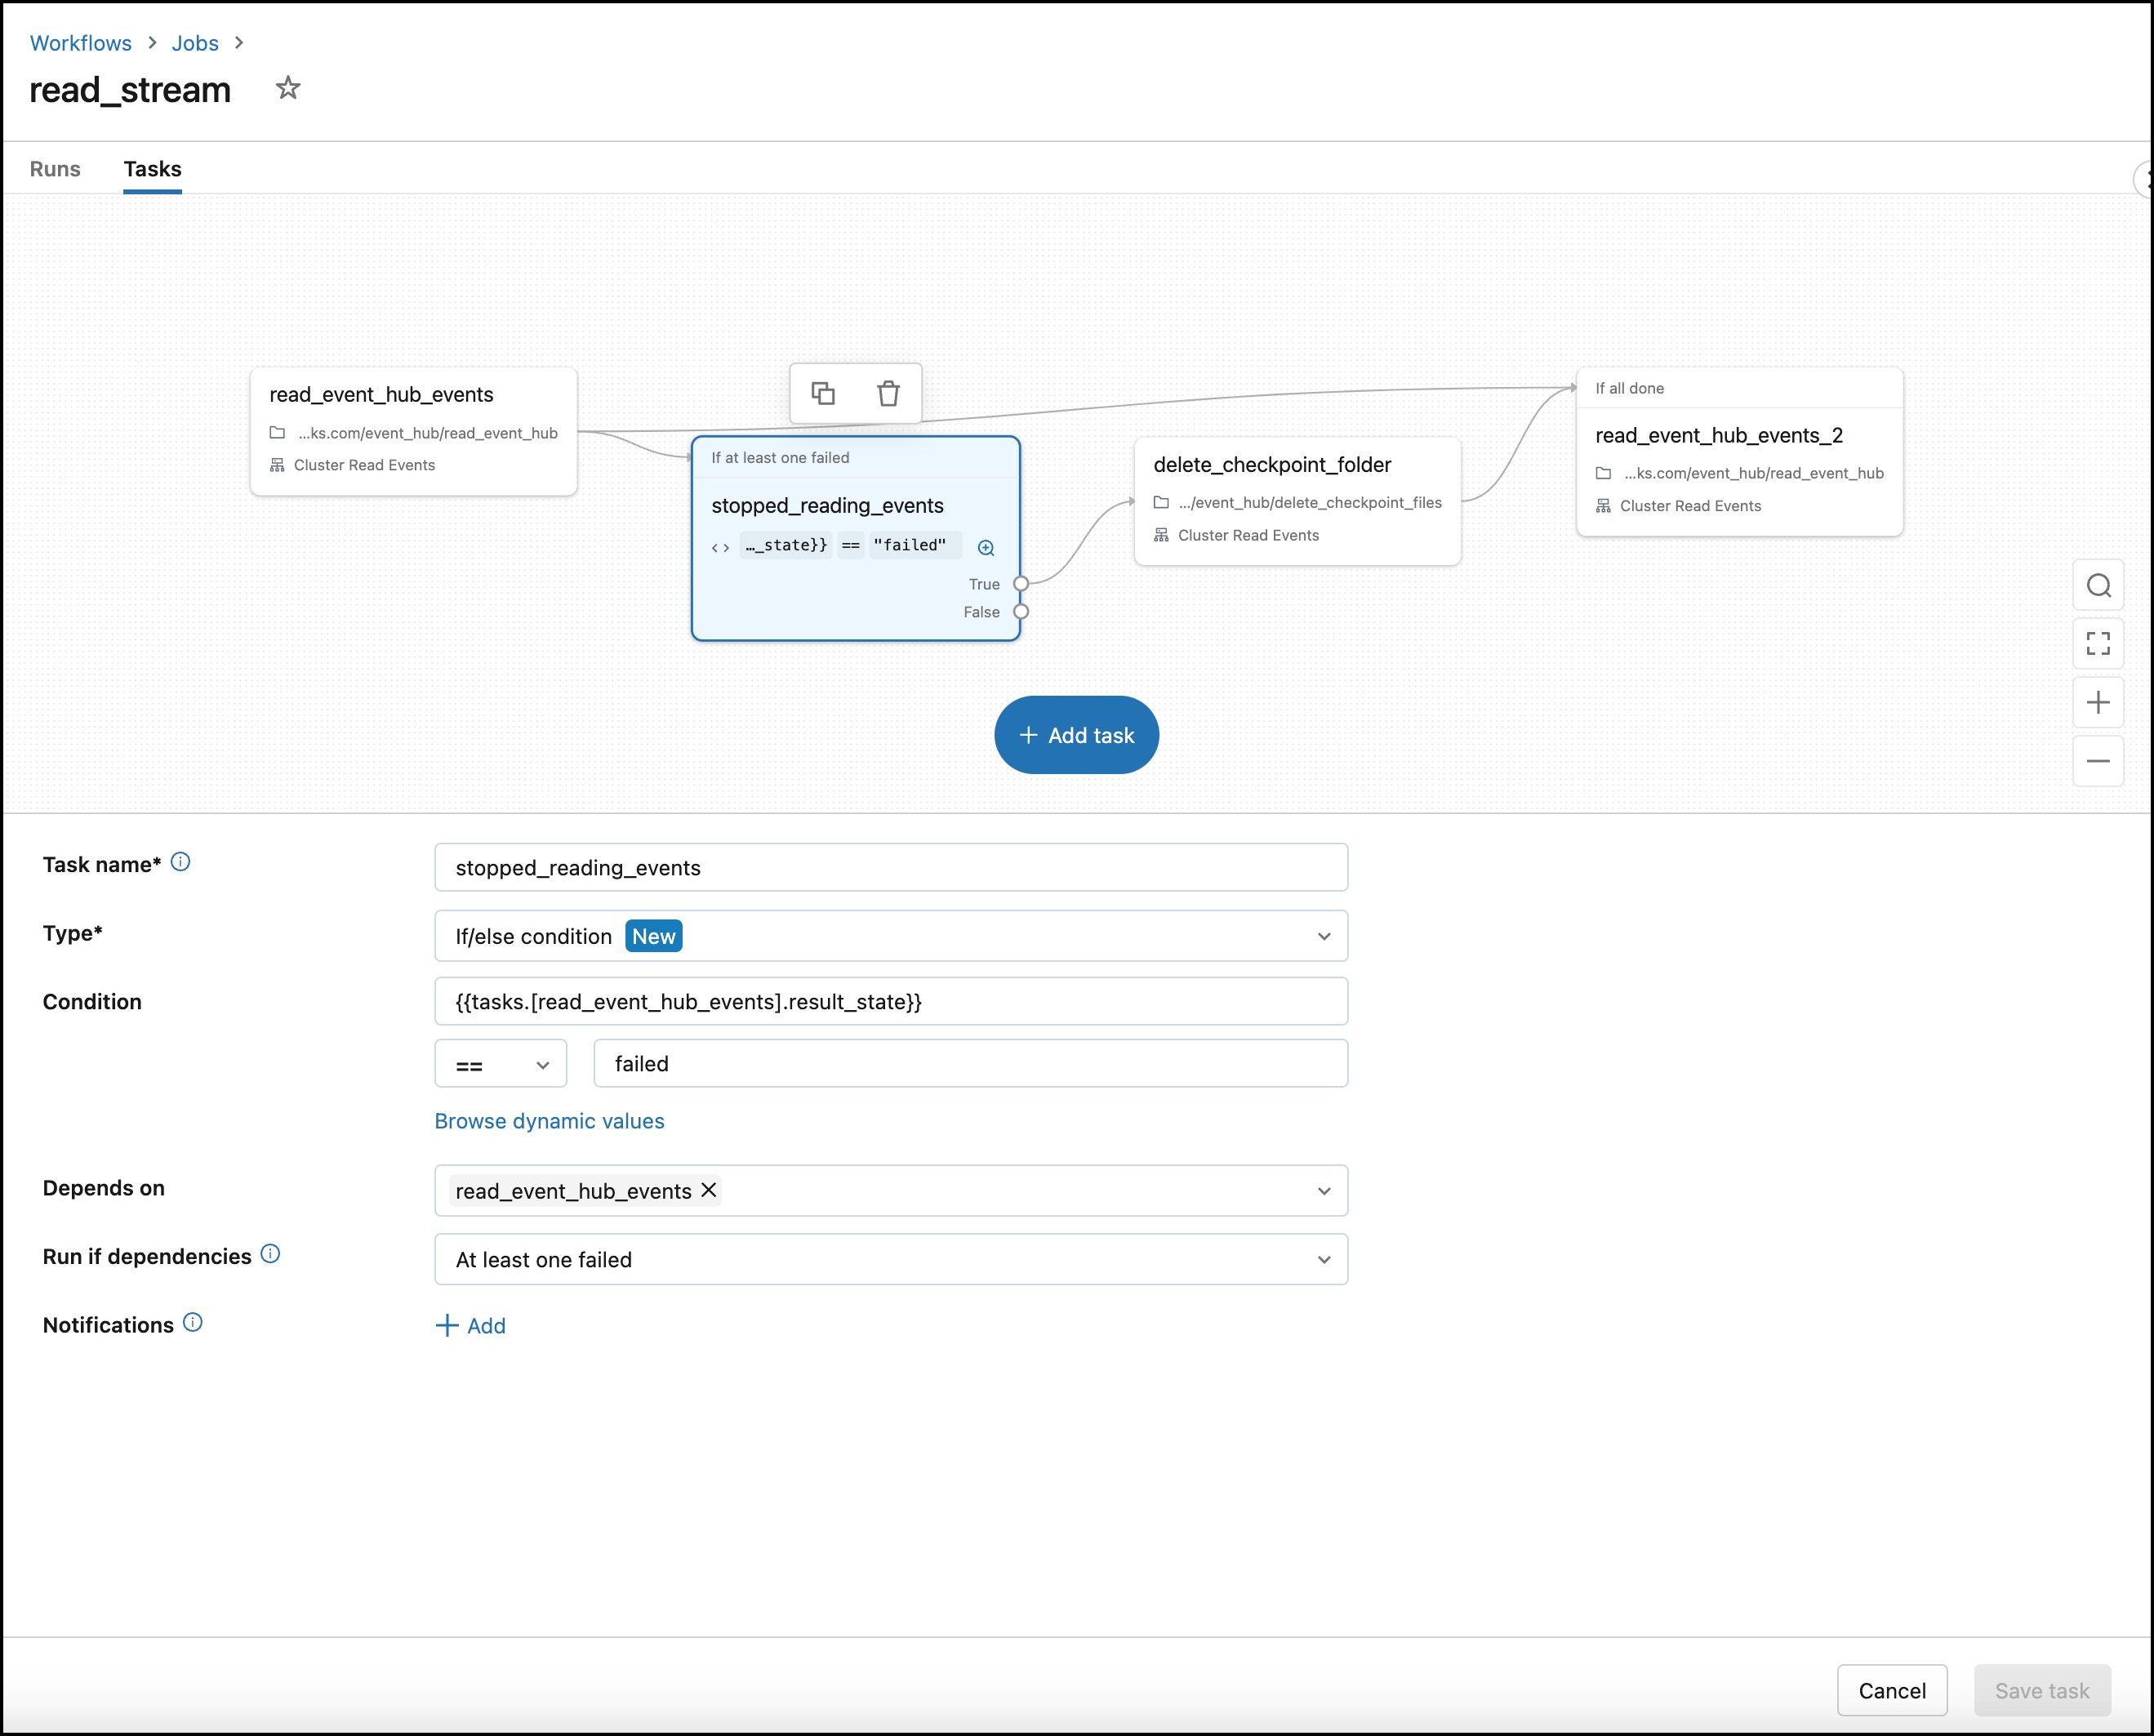 Workflows > Jobs >
read_stream
Runs Tasks
read_event_hub_events
...ks.com/event_hub/read_event_hub
Cluster Read Events
If at least one failed
stopped_reading_events
<> …_state}} == "failed"
True
False
delete_checkpoint_folder
.../event_hub/delete_checkpoint_files
Cluster Read Events
If all done
read_event_hub_events_2
...ks.com/event_hub/read_event_hub
Cluster Read Events
+ Add task
Task name* stopped_reading_events
Type* If/else condition New
Condition {{tasks.[read_event_hub_events].result_state}}
== failed
Browse dynamic values
Depends on read_event_hub_events ×
Run if dependencies At least one failed
Notifications + Add
Cancel Save task